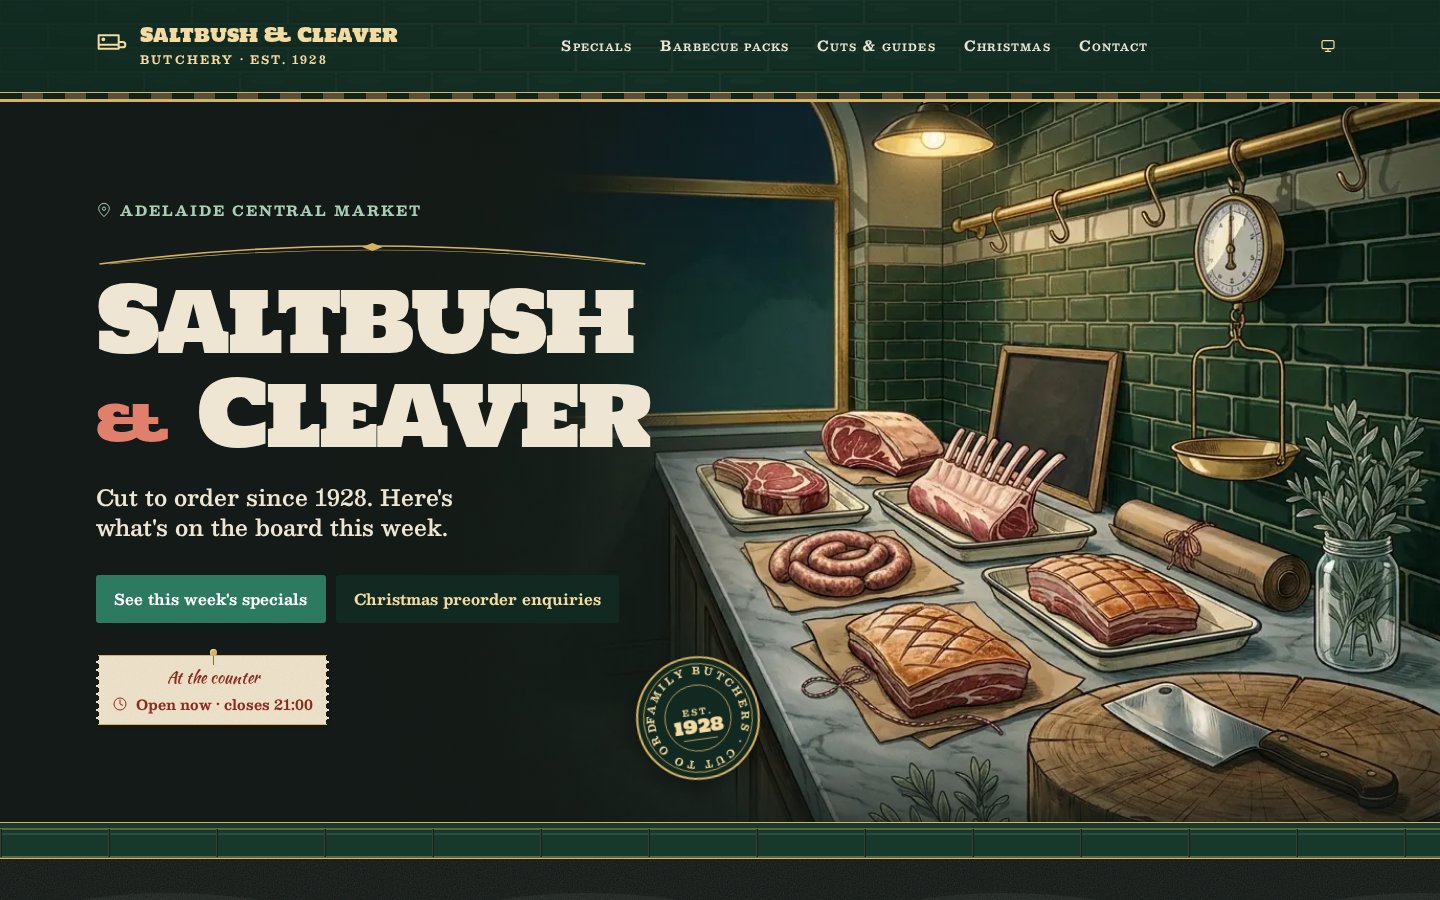 Saltbush & Cleaver
BUTCHERY · EST. 1928
Specials
Barbecue packs
Cuts & guides
Christmas
Contact
ADELAIDE CENTRAL MARKET
SALTBUSH
& CLEAVER
Cut to order since 1928. Here's
what's on the board this week.
See this week's specials
Christmas preorder enquiries
At the counter
Open now · closes 21:00
FAMILY BUTCHERS · CUT TO ORD
EST.
1928